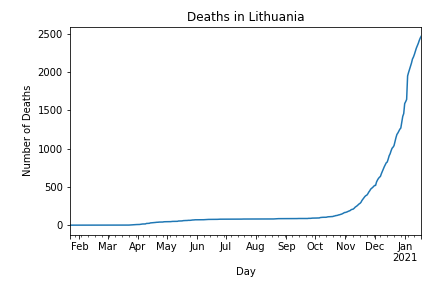 Deaths in Lithuania
Number of Deaths
2500
2000
1500
1000
500
0
Feb Mar Apr May Jun Jul Aug Sep Oct Nov Dec Jan
2021
Day